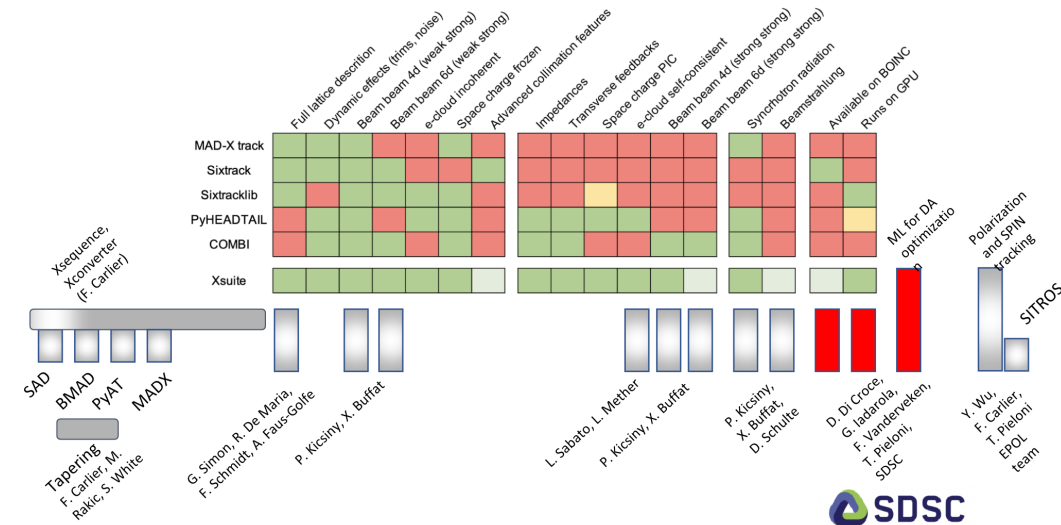 Full lattice descrition
Dynamic effects (trims, noise)
Beam beam 4d (weak strong)
Beam beam 6d (weak strong)
e-cloud incoherent
Space charge frozen
Advanced collimation features
Impedances
Transverse feedbacks
Space charge PIC
e-cloud self-consistent
Beam beam 4d (strong strong)
Beam beam 6d (strong strong)
Syncrhotron radiation
Beamstrahlung
Available on BOINC
Runs on GPU
MAD-X track
Sixtrack
Sixtracklib
PyHEADTAIL
COMBI
Xsuite
Xsequence,
Xconverter
(F. Carlier)
ML for DA
optimizatio
n
Polarization
and SPIN
tracking
SITROS
SAD
BMAD
PyAT
MADX
Tapering
F. Carlier, M.
Rakic, S. White
G. Simon, R. De Maria,
F. Schmidt, A. Faus-Golfe
P. Kicsiny, X. Buffat
L. Sabato, L. Mether
P. Kicsiny, X. Buffat
P. Kicsiny,
X. Buffat,
D. Schulte
D. Di Croce,
G. Iadarola,
F. Vanderveken,
T. Pieloni,
SDSC
Y. Wu,
F. Carlier,
T. Pieloni
EPOL
team
SDSC